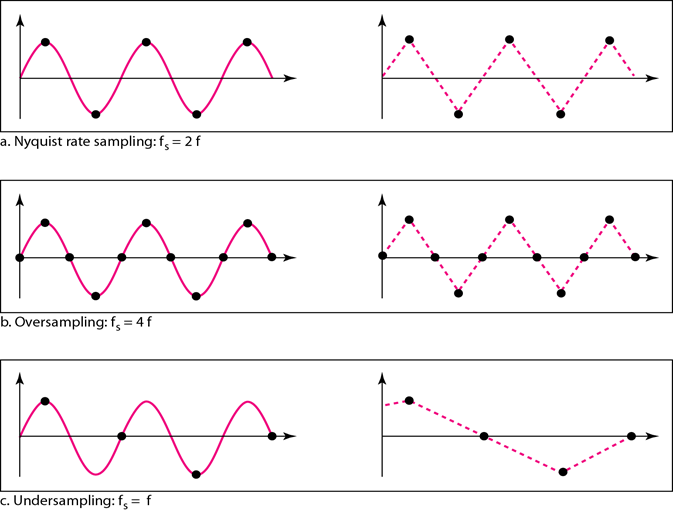 a. Nyquist rate sampling: fs = 2 f
b. Oversampling: fs = 4 f
c. Undersampling: fs = f